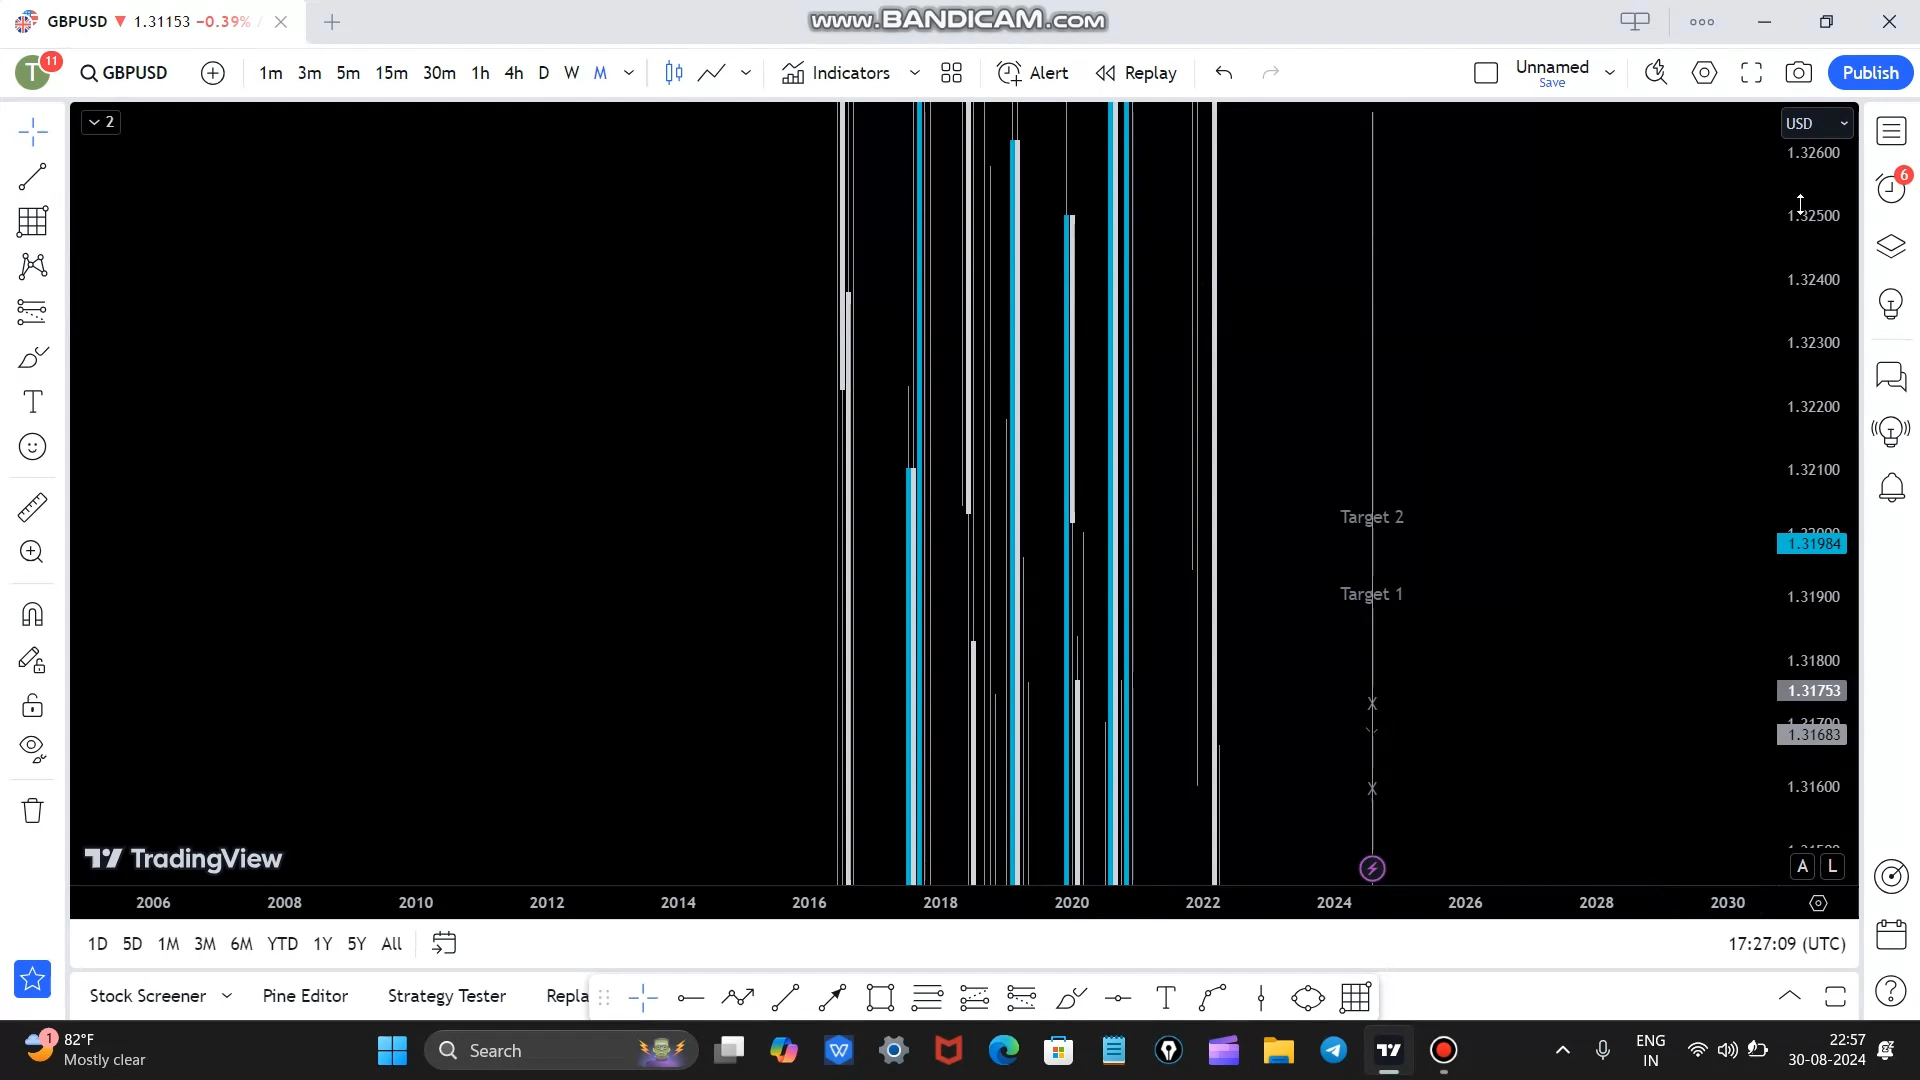 GBPUSD 1.31153 −0.39%
www.BANDICAM.com
T 11 GBPUSD 1m 3m 5m 15m 30m 1h 4h D W M Indicators Alert Replay Unnamed Save Publish
2
USD
1.32600
6
1.32500
1.32400
1.32300
1.32200
1.32100
Target 2
1.31984
Target 1
1.31900
1.31800
1.31753
X
1.31700
1.31683
X
1.31600
TradingView
A L
2006 2008 2010 2012 2014 2016 2018 2020 2022 2024 2026 2028 2030
1D 5D 1M 3M 6M YTD 1Y 5Y All 17:27:09 (UTC)
Stock Screener Pine Editor Strategy Tester Repla
1 82°F
Mostly clear
Search
ENG
IN
22:57
30-08-2024